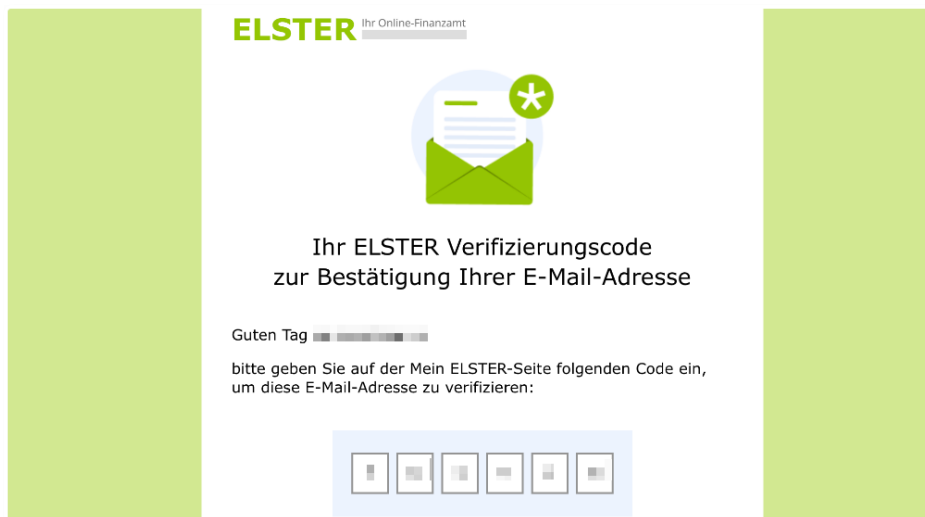 ELSTER Ihr Online-Finanzamt
Ihr ELSTER Verifizierungscode
zur Bestätigung Ihrer E-Mail-Adresse
Guten Tag
bitte geben Sie auf der Mein ELSTER-Seite folgenden Code ein,
um diese E-Mail-Adresse zu verifizieren: